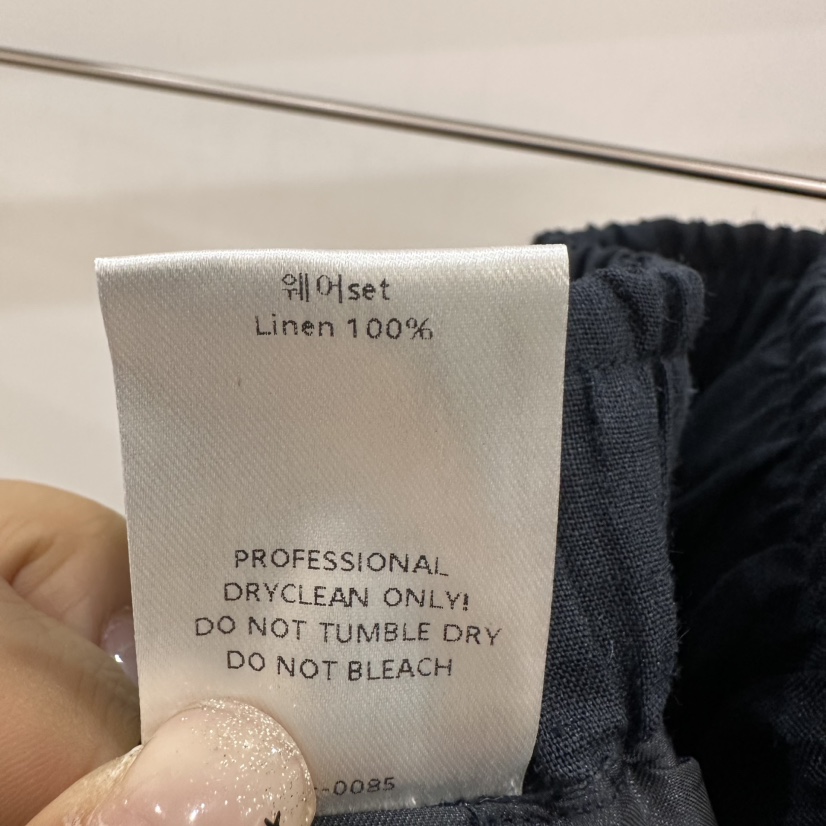 웨어set
Linen 100%
PROFESSIONAL
DRYCLEAN ONLY!
DO NOT TUMBLE DRY
DO NOT BLEACH
-0085